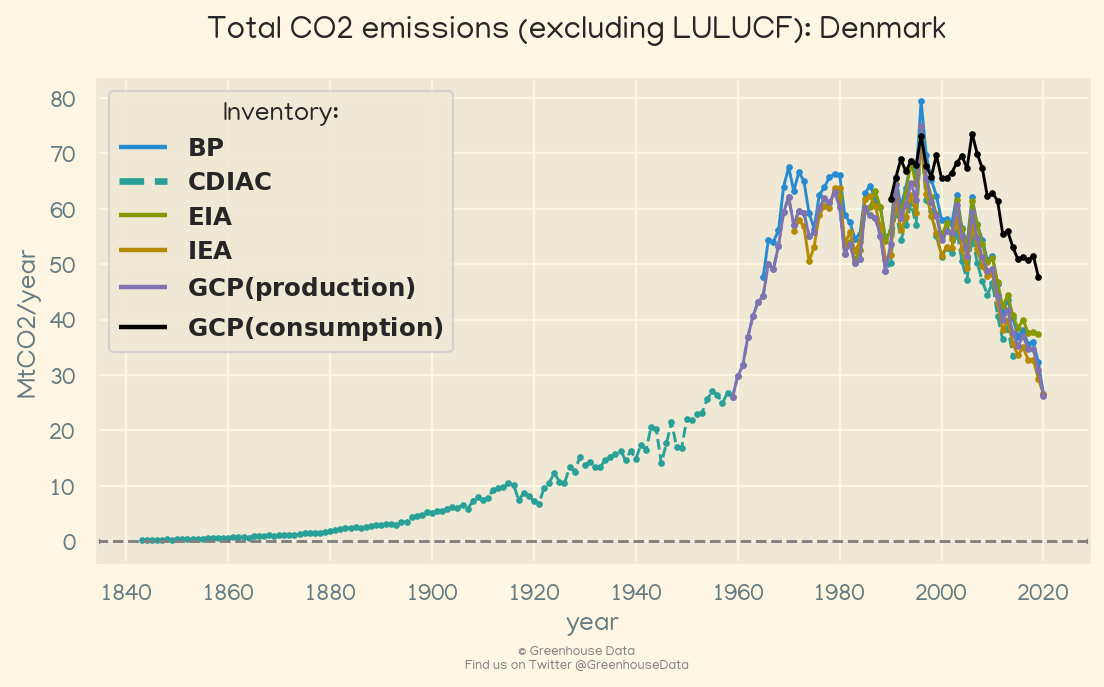 Total CO2 emissions (excluding LULUCF): Denmark
Inventory:
BP
CDIAC
EIA
IEA
GCP(production)
GCP(consumption)
80
70
60
50
40
30
20
10
0
MtCO2/year
1840 1860 1880 1900 1920 1940 1960 1980 2000 2020
year
© Greenhouse Data
Find us on Twitter @GreenhouseData